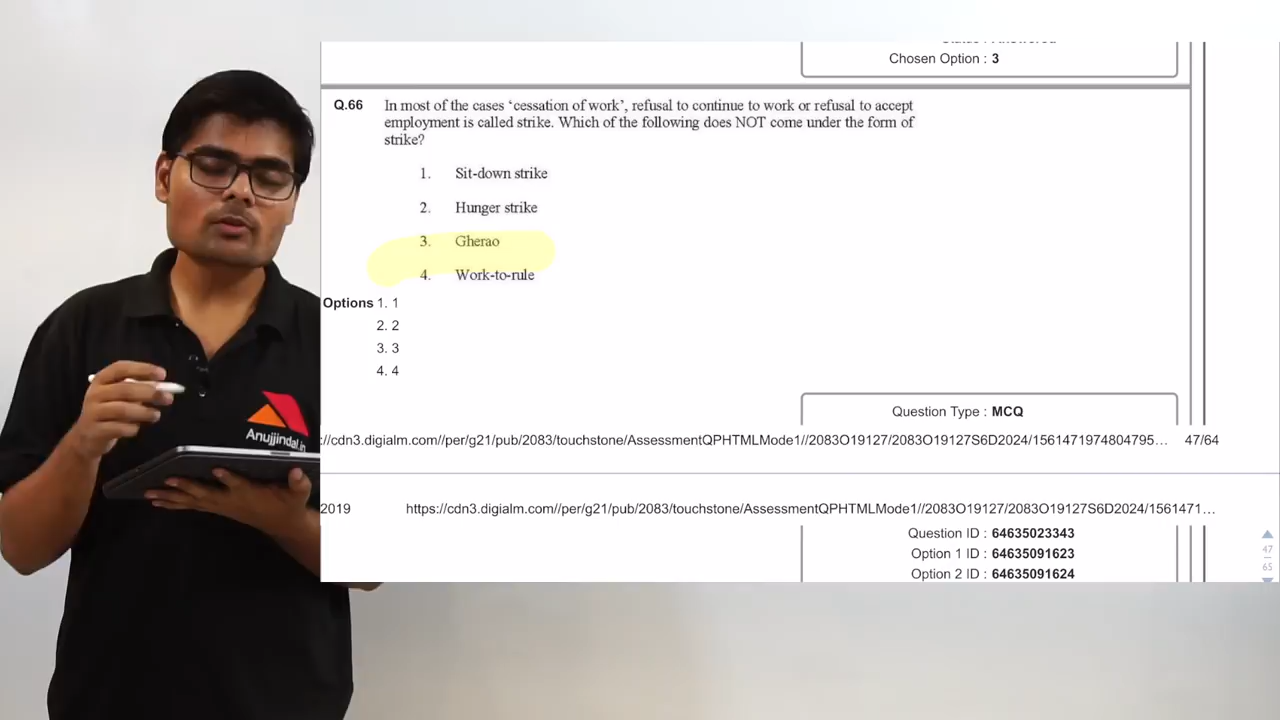 Chosen Option : 3
Q.66 In most of the cases ‘cessation of work’, refusal to continue to work or refusal to accept
employment is called strike. Which of the following does NOT come under the form of
strike?
1. Sit-down strike
2. Hunger strike
3. Gherao
4. Work-to-rule
Options 1. 1
2. 2
3. 3
4. 4
Question Type : MCQ
Anujjindal.in
://cdn3.digialm.com//per/g21/pub/2083/touchstone/AssessmentQPHTMLMode1//2083O19127/2083O19127S6D2024/1561471974804795… 47/64
2019 https://cdn3.digialm.com//per/g21/pub/2083/touchstone/AssessmentQPHTMLMode1//2083O19127/2083O19127S6D2024/1561471…
Question ID : 64635023343
Option 1 ID : 64635091623
Option 2 ID : 64635091624
47
65